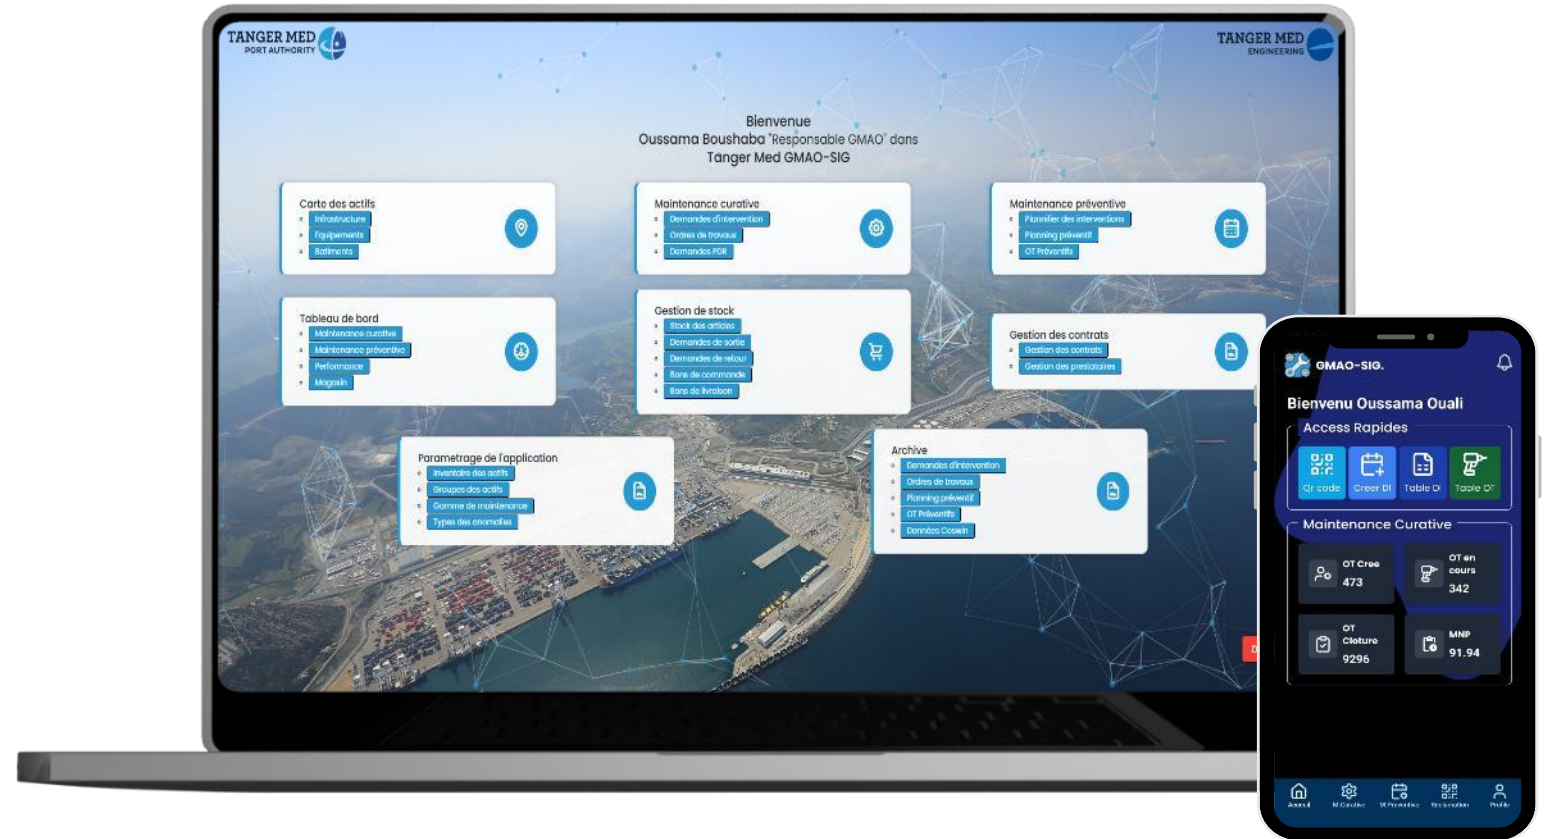 TANGER MED
PORT AUTHORITY
TANGER MED
ENGINEERING
Bienvenue
Oussama Boushaba "Responsable GMAO" dans
Tanger Med GMAO-SIG
Carte des actifs
Infrastructure
Equipements
Batiments
Maintenance curative
Demandes d'intervention
Ordres de travaux
Demandes PDR
Maintenance préventive
Plannifier des interventions
Planning préventif
OT Préventifs
Tableau de bord
Maintenance curative
Maintenance préventive
Performance
Magasin
Gestion de stock
Stock des articles
Demandes de sortie
Demandes de retour
Bons de commande
Bons de livraison
Gestion des contrats
Gestion des contrats
Gestion des prestataires
Parametrage de l'application
Inventaire des actifs
Groupes des actifs
Gamme de maintenance
Types des anomalies
Archive
Demandes d'intervention
Ordres de travaux
Planning préventif
OT Préventifs
Données Coswin
D
GMAO-SIG.
Bienvenu Oussama Ouali
Access Rapides
Qr code
Creer DI
Table DI
Table OT
Maintenance Curative
OT Cree
473
OT en
cours
342
OT
Cloture
9296
MNP
91.94
Acceuil
M.Curative
M.Preventive
Reclamation
Profile